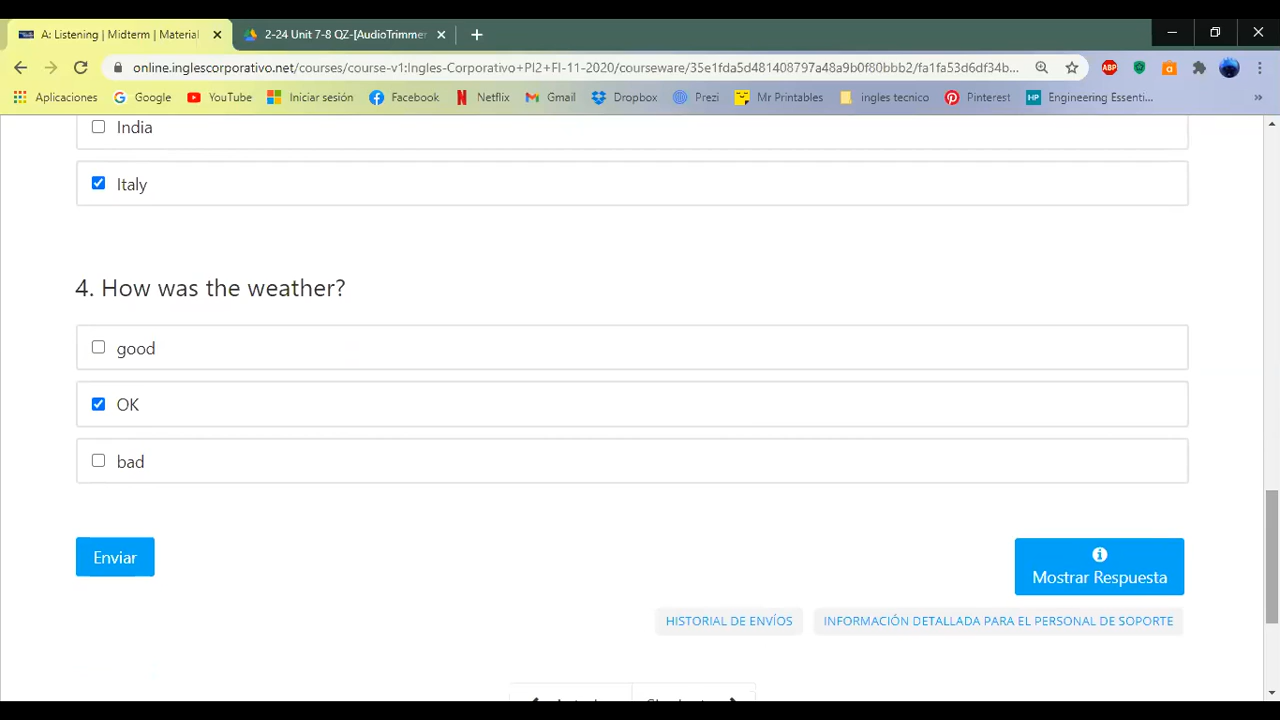 A: Listening | Midterm | Material
2-24 Unit 7-8 QZ-[AudioTrimmer
online.inglescorporativo.net/courses/course-v1:Ingles-Corporativo+PI2+FI-11-2020/courseware/35e1fda5d481408797a48a9b0f80bbb2/fa1fa53d6df34b...
ABP
Aplicaciones Google YouTube Iniciar sesión Facebook Netflix Gmail Dropbox Prezi Mr Printables ingles tecnico Pinterest HP Engineering Essenti... »
India
Italy
4. How was the weather?
good
OK
bad
Enviar
Mostrar Respuesta
HISTORIAL DE ENVÍOS INFORMACIÓN DETALLADA PARA EL PERSONAL DE SOPORTE